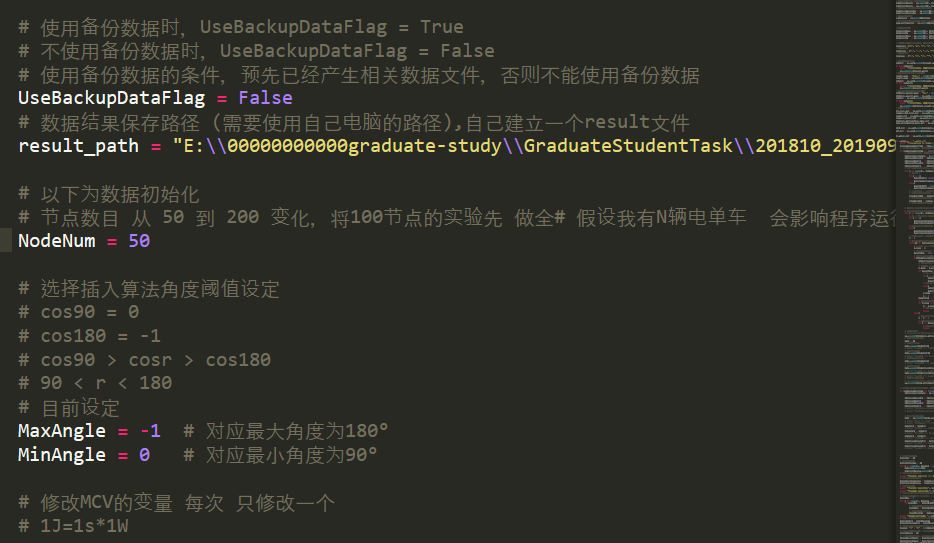 # 使用备份数据时, UseBackupDataFlag = True
# 不使用备份数据时, UseBackupDataFlag = False
# 使用备份数据的条件, 预先已经产生相关数据文件, 否则不能使用备份数据
UseBackupDataFlag = False
# 数据结果保存路径 (需要使用自己电脑的路径),自己建立一个result文件
result_path = "E:\\00000000000graduate-study\\GraduateStudentTask\\201810_201909
# 以下为数据初始化
# 节点数目 从 50 到 200 变化, 将100节点的实验先 做全# 假设我有N辆电单车  会影响程序运行
NodeNum = 50
# 选择插入算法角度阈值设定
# cos90 = 0
# cos180 = -1
# cos90 > cosr > cos180
# 90 < r < 180
# 目前设定
MaxAngle = -1  # 对应最大角度为180°
MinAngle = 0   # 对应最小角度为90°
# 修改MCV的变量 每次 只修改一个
# 1J=1s*1W